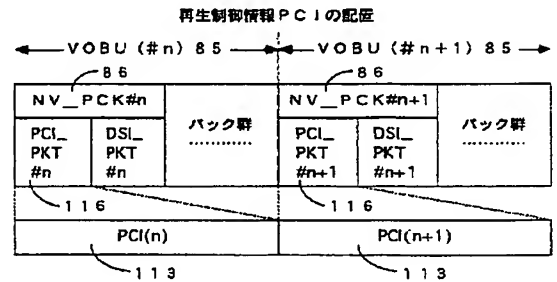 再生制御情報PCIの配置
VOBU (#n) 85 VOBU (#n+1) 85
86 86
NV_PCK#n NV_PCK#n+1
PCI_ DSI_ パック群 PCI_ DSI_ パック群
PKT PKT ………… PKT PKT …………
#n #n #n+1 #n+1
116 116
PCI(n) PCI(n+1)
113 113